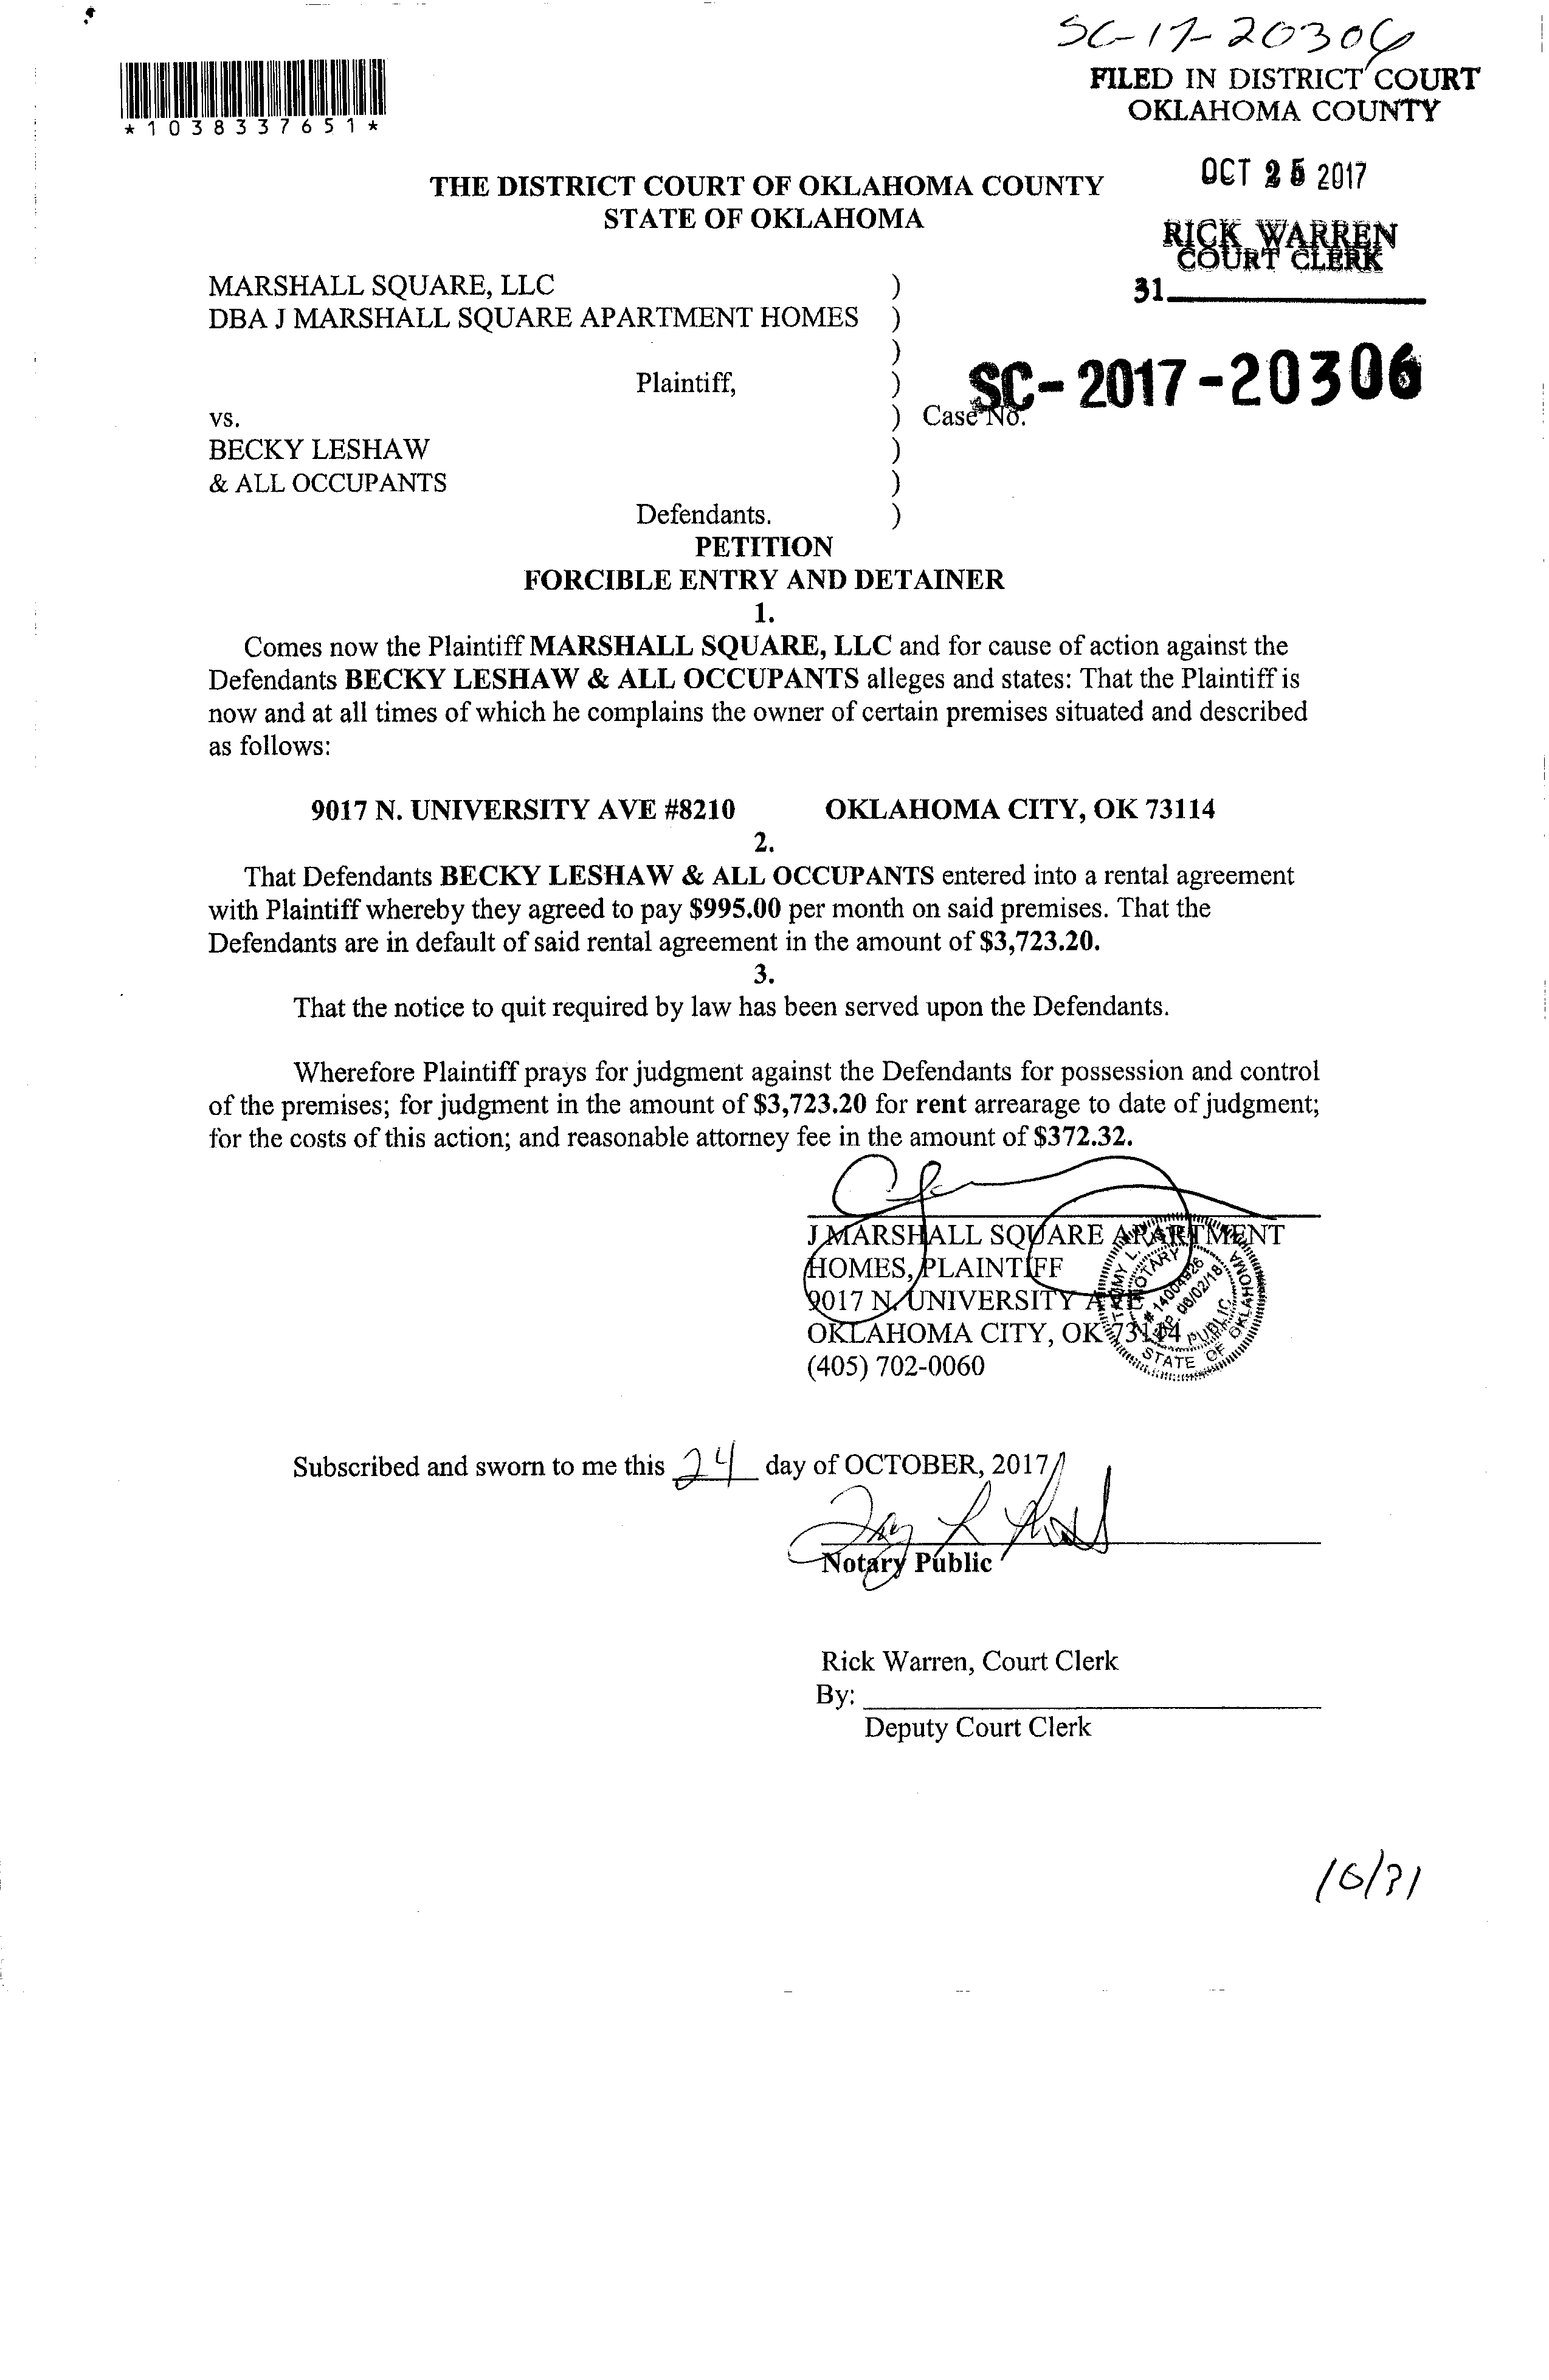 SC-17-20306
FILED IN DISTRICT COURT
OKLAHOMA COUNTY
*1038337651*
OCT 25 2017
THE DISTRICT COURT OF OKLAHOMA COUNTY
STATE OF OKLAHOMA
RICK WARREN
COURT CLERK
31
MARSHALL SQUARE, LLC )
DBA J MARSHALL SQUARE APARTMENT HOMES )
)
Plaintiff, )
SC-2017-20306
vs. ) Case No.
BECKY LESHAW )
& ALL OCCUPANTS )
Defendants. )
PETITION
FORCIBLE ENTRY AND DETAINER
1.
Comes now the Plaintiff MARSHALL SQUARE, LLC and for cause of action against the
Defendants BECKY LESHAW & ALL OCCUPANTS alleges and states: That the Plaintiff is
now and at all times of which he complains the owner of certain premises situated and described
as follows:
9017 N. UNIVERSITY AVE #8210 OKLAHOMA CITY, OK 73114
2.
That Defendants BECKY LESHAW & ALL OCCUPANTS entered into a rental agreement
with Plaintiff whereby they agreed to pay $995.00 per month on said premises. That the
Defendants are in default of said rental agreement in the amount of $3,723.20.
3.
That the notice to quit required by law has been served upon the Defendants.
Wherefore Plaintiff prays for judgment against the Defendants for possession and control
of the premises; for judgment in the amount of $3,723.20 for rent arrearage to date of judgment;
for the costs of this action; and reasonable attorney fee in the amount of $372.32.
J MARSHALL SQUARE APARTMENT
HOMES, PLAINTIFF
9017 N. UNIVERSITY AVE
OKLAHOMA CITY, OK 73114
(405) 702-0060
TAMMY L.
NOTARY
# 14004926
EXP. 06/02/18
PUBLIC
STATE OF OKLAHOMA
Subscribed and sworn to me this 24 day of OCTOBER, 2017
Notary Public
Rick Warren, Court Clerk
By:
Deputy Court Clerk
10/31